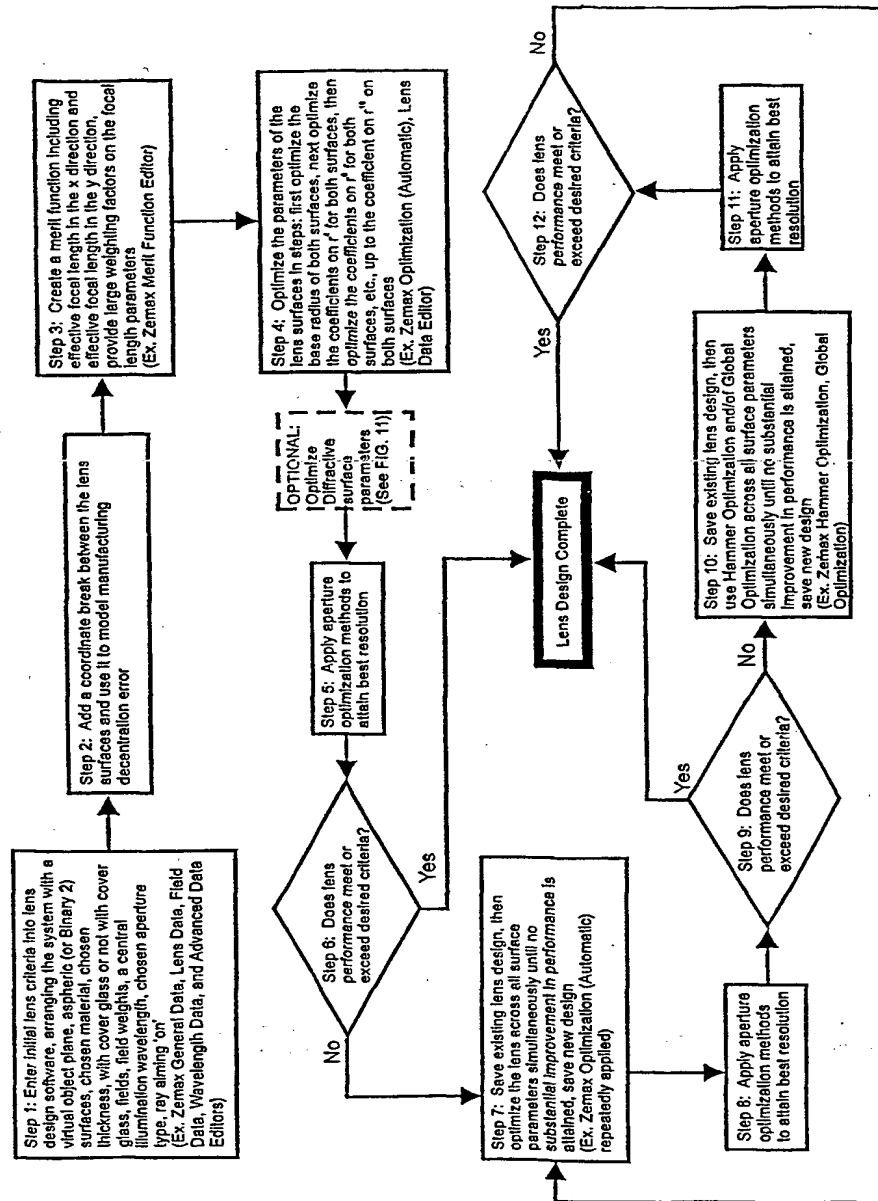 Step 1: Enter initial lens criteria into lens
design software, arranging the system with a
virtual object plane, aspheric (or Binary 2)
surfaces, chosen material, chosen
thickness, with cover glass or not with cover
glass, fields, field weights, a central
illumination wavelength, chosen aperture
type, ray aiming 'on'
(Ex. Zemax General Data, Lens Data, Field
Data, Wavelength Data, and Advanced Data
Editors)
Step 2: Add a coordinate break between the lens
surfaces and use it to model manufacturing
decentration error
Step 3: Create a merit function including
effective focal length in the x direction and
effective focal length in the y direction,
provide large weighting factors on the focal
length parameters
(Ex. Zemax Merit Function Editor)
Step 4: Optimize the parameters of the
lens surfaces in steps: first optimize the
base radius of both surfaces, next optimize
the coefficients on r⁴ for both surfaces, then
optimize the coefficients on r⁶ for both
surfaces, etc., up to the coefficient on r¹⁶ on
both surfaces
(Ex. Zemax Optimization (Automatic), Lens
Data Editor)
OPTIONAL:
Optimize
Diffractive
surface
parameters
(See FIG. 11)
Step 5: Apply aperture
optimization methods to
attain best resolution
Step 6: Does lens
performance meet or
exceed desired criteria?
No
Yes
Step 7: Save existing lens design, then
optimize the lens across all surface
parameters simultaneously until no
substantial improvement in performance is
attained, save new design
(Ex. Zemax Optimization (Automatic)
repeatedly applied)
Step 8: Apply aperture
optimization methods
to attain best resolution
Step 9: Does lens
performance meet or
exceed desired criteria?
Yes
No
Lens Design Complete
Step 10: Save existing lens design, then
use Hammer Optimization and/of Global
Optimization across all surface parameters
simultaneously until no substantial
improvement in performance is attained,
save new design
(Ex. Zemax Hammer Optimization, Global
Optimization)
Step 11: Apply
aperture optimization
methods to attain best
resolution
Step 12: Does lens
performance meet or
exceed desired criteria?
Yes
No